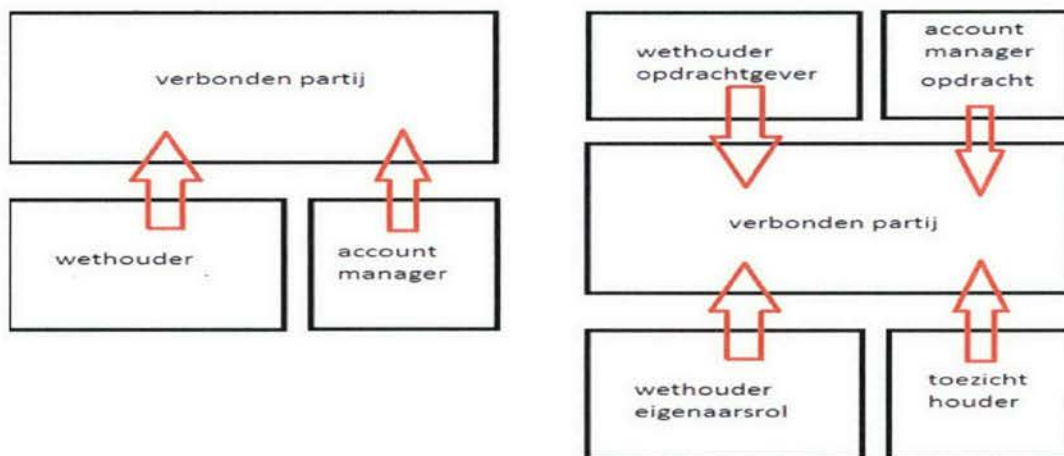 verbonden partij
wethouder
account
manager
wethouder
opdrachtgever
account
manager
opdracht
verbonden partij
wethouder
eigenaarsrol
toezicht
houder